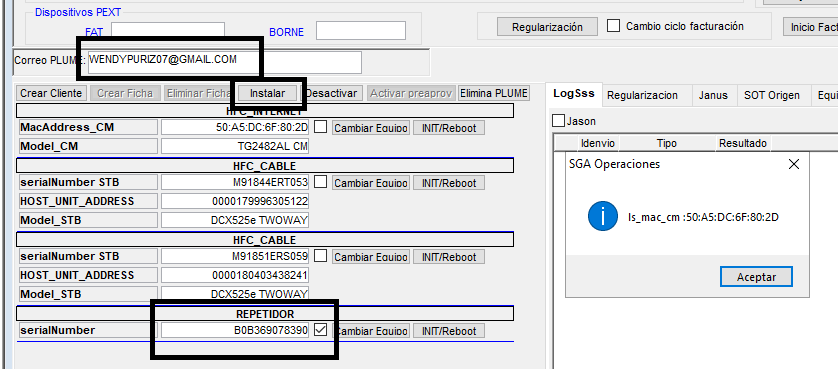 Dispositivos PEXT
FAT
BORNE
Regularización
Cambio ciclo facturación
Inicio Fact
Correo PLUME:
WENDYPURIZ07@GMAIL.COM
Crear Cliente
Crear Ficha
Eliminar Ficha
Instalar
Desactivar
Activar preaprov
Elimina PLUME
LogSss
Regularizacion
Janus
SOT Origen
Equi
HFC_INTERNET
MacAddress_CM
50:A5:DC:6F:80:2D
Cambiar Equipo
INIT/Reboot
Model_CM
TG2482AL CM
HFC_CABLE
serialNumber STB
M91844ERT053
Cambiar Equipo
INIT/Reboot
HOST_UNIT_ADDRESS
0000179996305122
Model_STB
DCX525e TWOWAY
HFC_CABLE
serialNumber STB
M91851ERS059
Cambiar Equipo
INIT/Reboot
HOST_UNIT_ADDRESS
0000180403438241
Model_STB
DCX525e TWOWAY
REPETIDOR
serialNumber
B0B369078390
Cambiar Equipo
INIT/Reboot
Jason
Idenvio
Tipo
Resultado
SGA Operaciones
ls_mac_cm :50:A5:DC:6F:80:2D
Aceptar